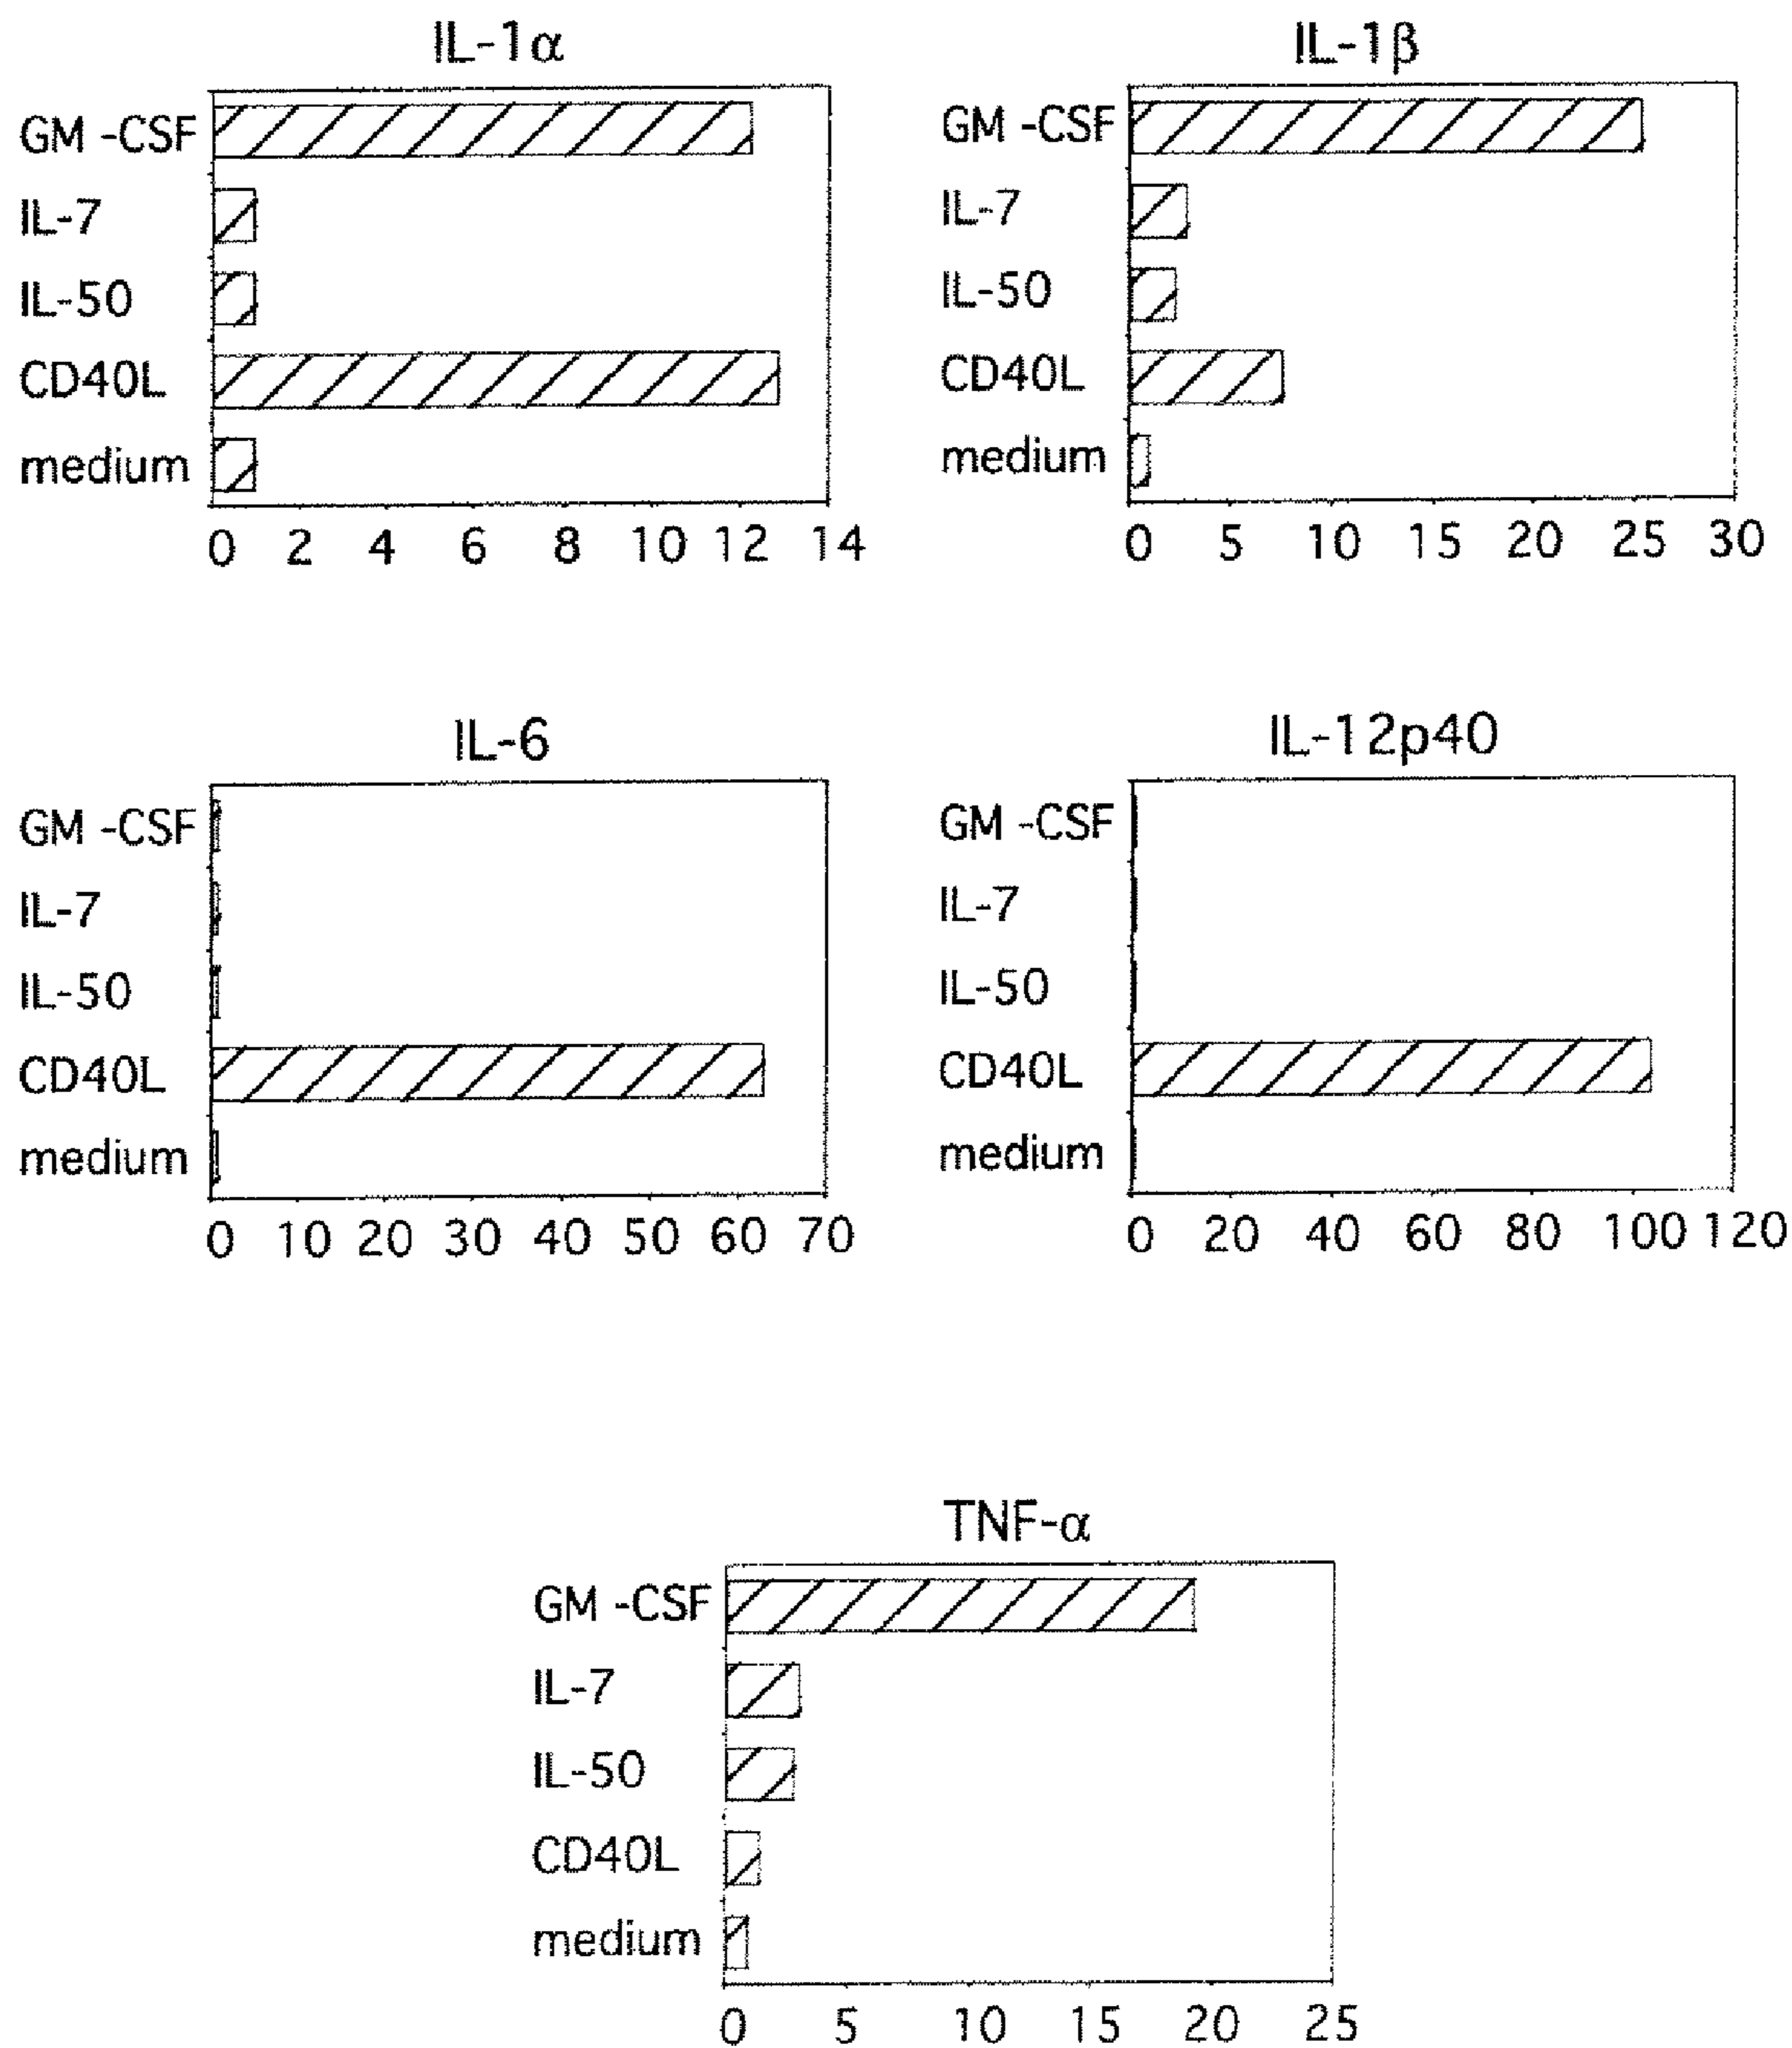 IL-1α
GM -CSF
IL-7
IL-50
CD40L
medium
0 2 4 6 8 10 12 14
IL-1β
GM -CSF
IL-7
IL-50
CD40L
medium
0 5 10 15 20 25 30
IL-6
GM -CSF
IL-7
IL-50
CD40L
medium
0 10 20 30 40 50 60 70
IL-12p40
GM -CSF
IL-7
IL-50
CD40L
medium
0 20 40 60 80 100 120
TNF-α
GM -CSF
IL-7
IL-50
CD40L
medium
0 5 10 15 20 25